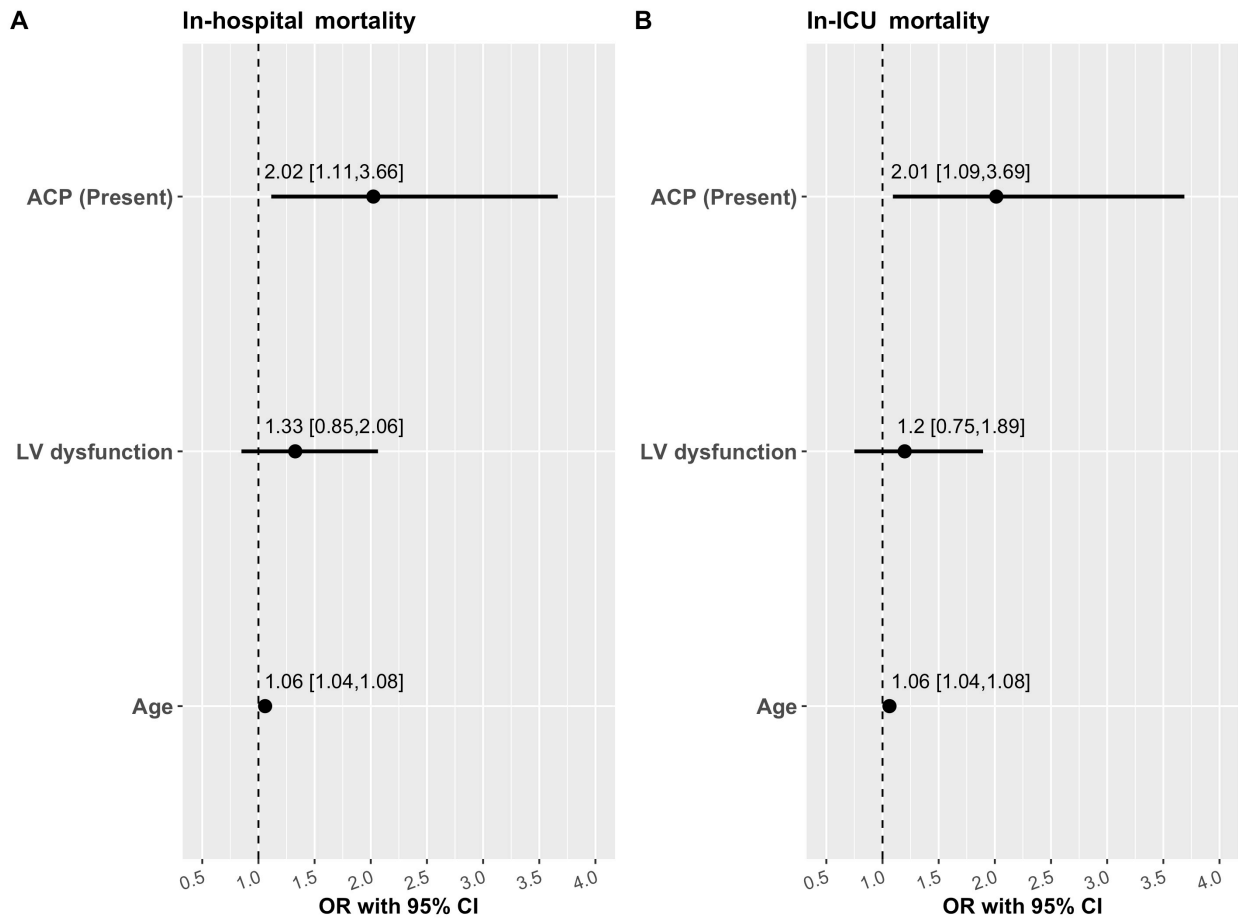 A
In-hospital mortality
ACP (Present)
2.02 [1.11,3.66]
LV dysfunction
1.33 [0.85,2.06]
Age
1.06 [1.04,1.08]
0.5 1.0 1.5 2.0 2.5 3.0 3.5 4.0
OR with 95% CI
B
In-ICU mortality
ACP (Present)
2.01 [1.09,3.69]
LV dysfunction
1.2 [0.75,1.89]
Age
1.06 [1.04,1.08]
0.5 1.0 1.5 2.0 2.5 3.0 3.5 4.0
OR with 95% CI